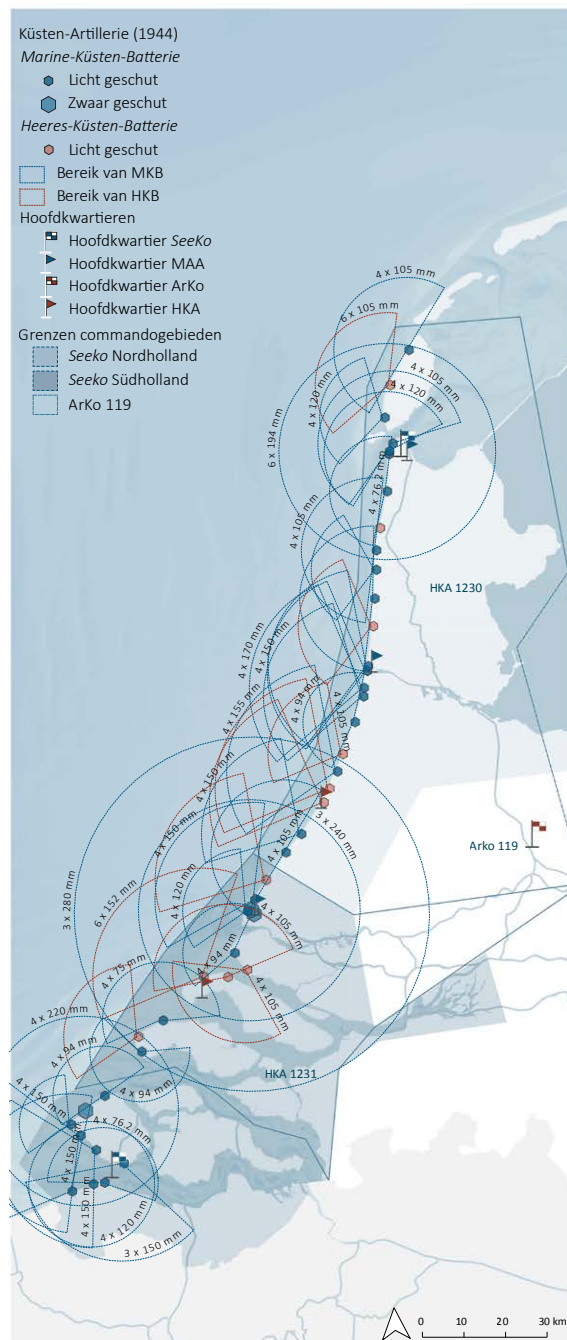 Küsten-Artillerie (1944)
Marine-Küsten-Batterie
Licht geschut
Zwaar geschut
Heeres-Küsten-Batterie
Licht geschut
Bereik van MKB
Bereik van HKB
Hoofdkwartieren
Hoofdkwartier SeeKo
Hoofdkwartier MAA
Hoofdkwartier ArKo
Hoofdkwartier HKA
Grenzen commandogebieden
Seeko Nordholland
Seeko Südholland
ArKo 119
4 x 105 mm
6 x 105 mm
4 x 105 mm
4 x 120 mm
4 x 120 mm
6 x 194 mm
4 x 76.2 mm
4 x 105 mm
HKA 1230
4 x 170 mm
4 x 150 mm
4 x 155 mm
4 x 94 mm
4 x 105 mm
4 x 150 mm
4 x 150 mm
3 x 240 mm
4 x 105 mm
Arko 119
4 x 120 mm
3 x 280 mm
6 x 152 mm
4 x 105 mm
4 x 94 mm
4 x 75 mm
4 x 105 mm
4 x 220 mm
4 x 94 mm
HKA 1231
4 x 94 mm
4 x 150 mm
4 x 76.2 mm
4 x 150 mm
4 x 150 mm
4 x 120 mm
3 x 150 mm
0 10 20 30 km